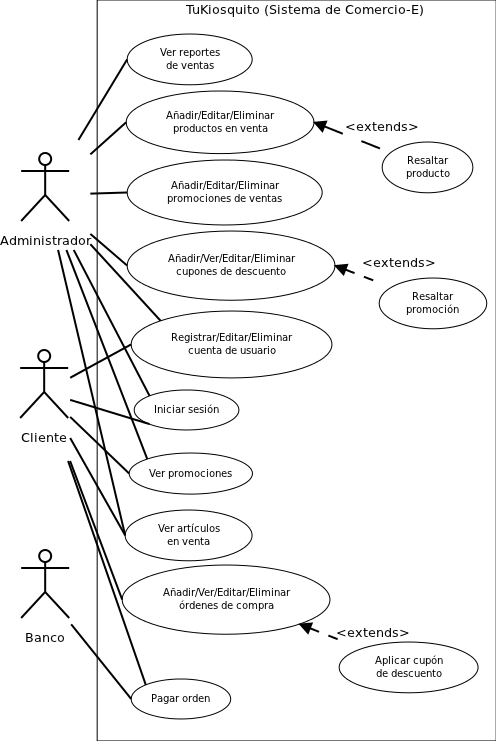 TuKiosquito (Sistema de Comercio-E)
Ver reportes
de ventas
Añadir/Editar/Eliminar
productos en venta
<extends>
Resaltar
producto
Añadir/Editar/Eliminar
promociones de ventas
Administrador
Añadir/Ver/Editar/Eliminar
cupones de descuento
<extends>
Resaltar
promoción
Registrar/Editar/Eliminar
cuenta de usuario
Iniciar sesión
Cliente
Ver promociones
Ver artículos
en venta
Añadir/Ver/Editar/Eliminar
órdenes de compra
Banco
<extends>
Aplicar cupón
de descuento
Pagar orden